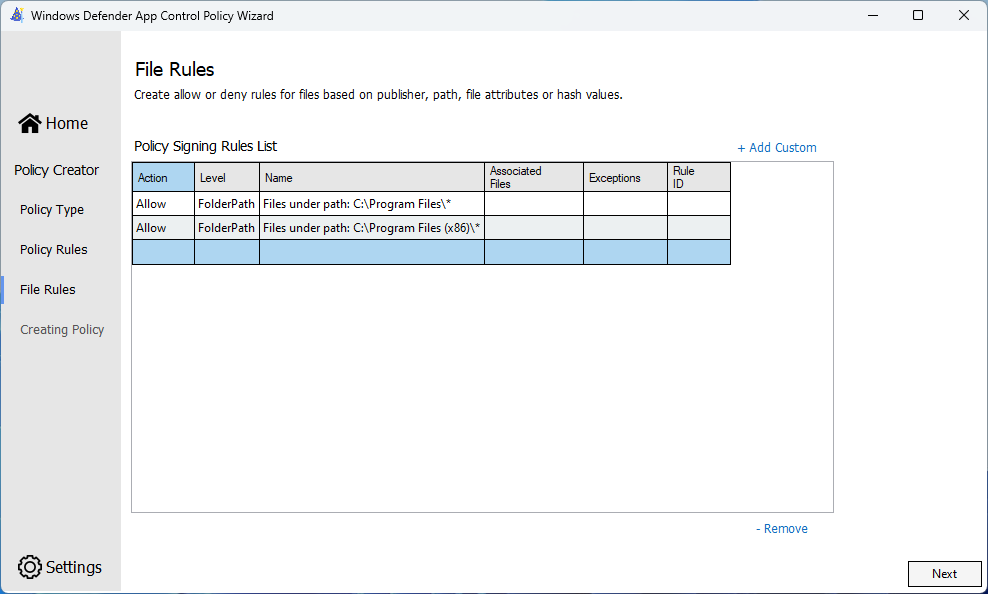 Windows Defender App Control Policy Wizard
Home
Policy Creator
Policy Type
Policy Rules
File Rules
Creating Policy
Settings
File Rules
Create allow or deny rules for files based on publisher, path, file attributes or hash values.
Policy Signing Rules List
+ Add Custom
Action Level Name Associated Files Exceptions Rule ID
Allow FolderPath Files under path: C:\Program Files\*
Allow FolderPath Files under path: C:\Program Files (x86)\*
- Remove
Next